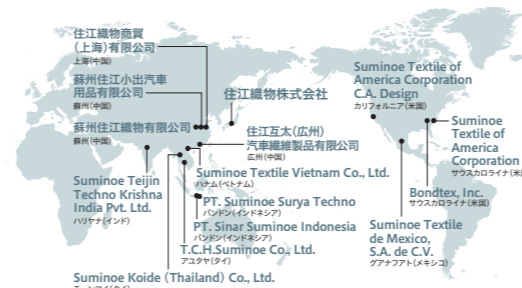 住江織物商貿
(上海)有限公司
上海(中国)
蘇州住江小出汽車
用品有限公司
蘇州(中国)
蘇州住江織物有限公司
蘇州(中国)
住江織物株式会社
住江互太(広州)
汽車繊維製品有限公司
広州(中国)
Suminoe Textile Vietnam Co., Ltd.
ハナム(ベトナム)
Suminoe Teijin
Techno Krishna
India Pvt. Ltd.
ハリヤナ(インド)
PT. Suminoe Surya Techno
バンドン(インドネシア)
PT. Sinar Suminoe Indonesia
バンドン(インドネシア)
T.C.H.Suminoe Co., Ltd.
アユタヤ(タイ)
Suminoe Koide (Thailand) Co., Ltd.
Suminoe Textile of
America Corporation
C.A. Design
カリフォルニア(米国)
Suminoe
Textile of
America
Corporation
サウスカロライナ(米国)
Bondtex, Inc.
サウスカロライナ(米国)
Suminoe Textile
de Mexico,
S.A. de C.V.
グアナフアト(メキシコ)